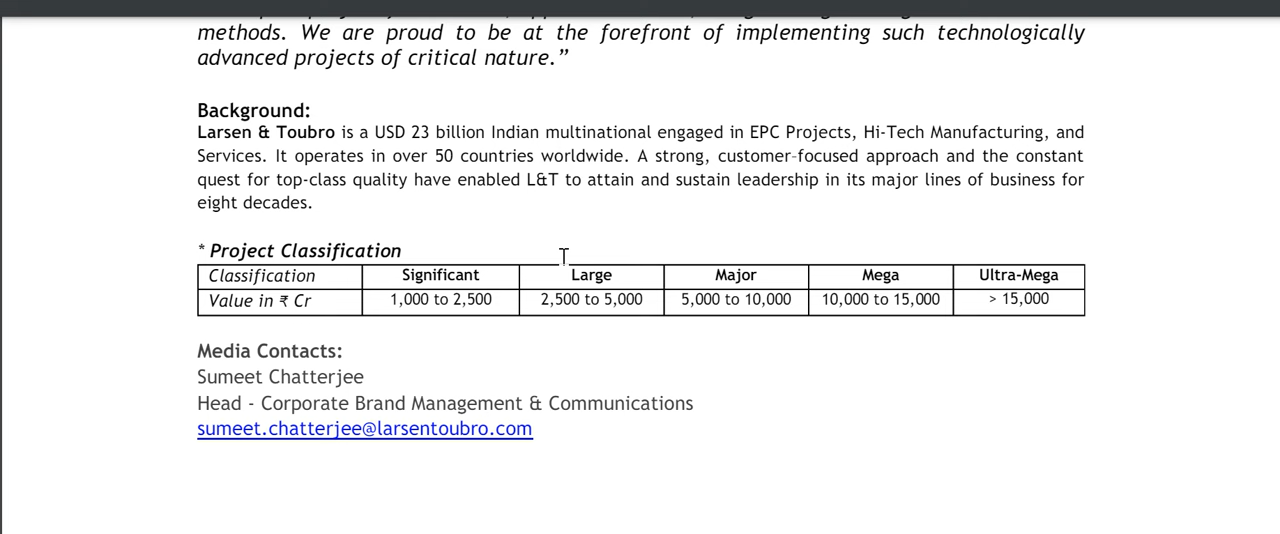 methods. We are proud to be at the forefront of implementing such technologically
advanced projects of critical nature.”
Background:
Larsen & Toubro is a USD 23 billion Indian multinational engaged in EPC Projects, Hi-Tech Manufacturing, and
Services. It operates in over 50 countries worldwide. A strong, customer–focused approach and the constant
quest for top-class quality have enabled L&T to attain and sustain leadership in its major lines of business for
eight decades.
* Project Classification
Classification Significant Large Major Mega Ultra-Mega
Value in ₹ Cr 1,000 to 2,500 2,500 to 5,000 5,000 to 10,000 10,000 to 15,000 > 15,000
Media Contacts:
Sumeet Chatterjee
Head - Corporate Brand Management & Communications
sumeet.chatterjee@larsentoubro.com